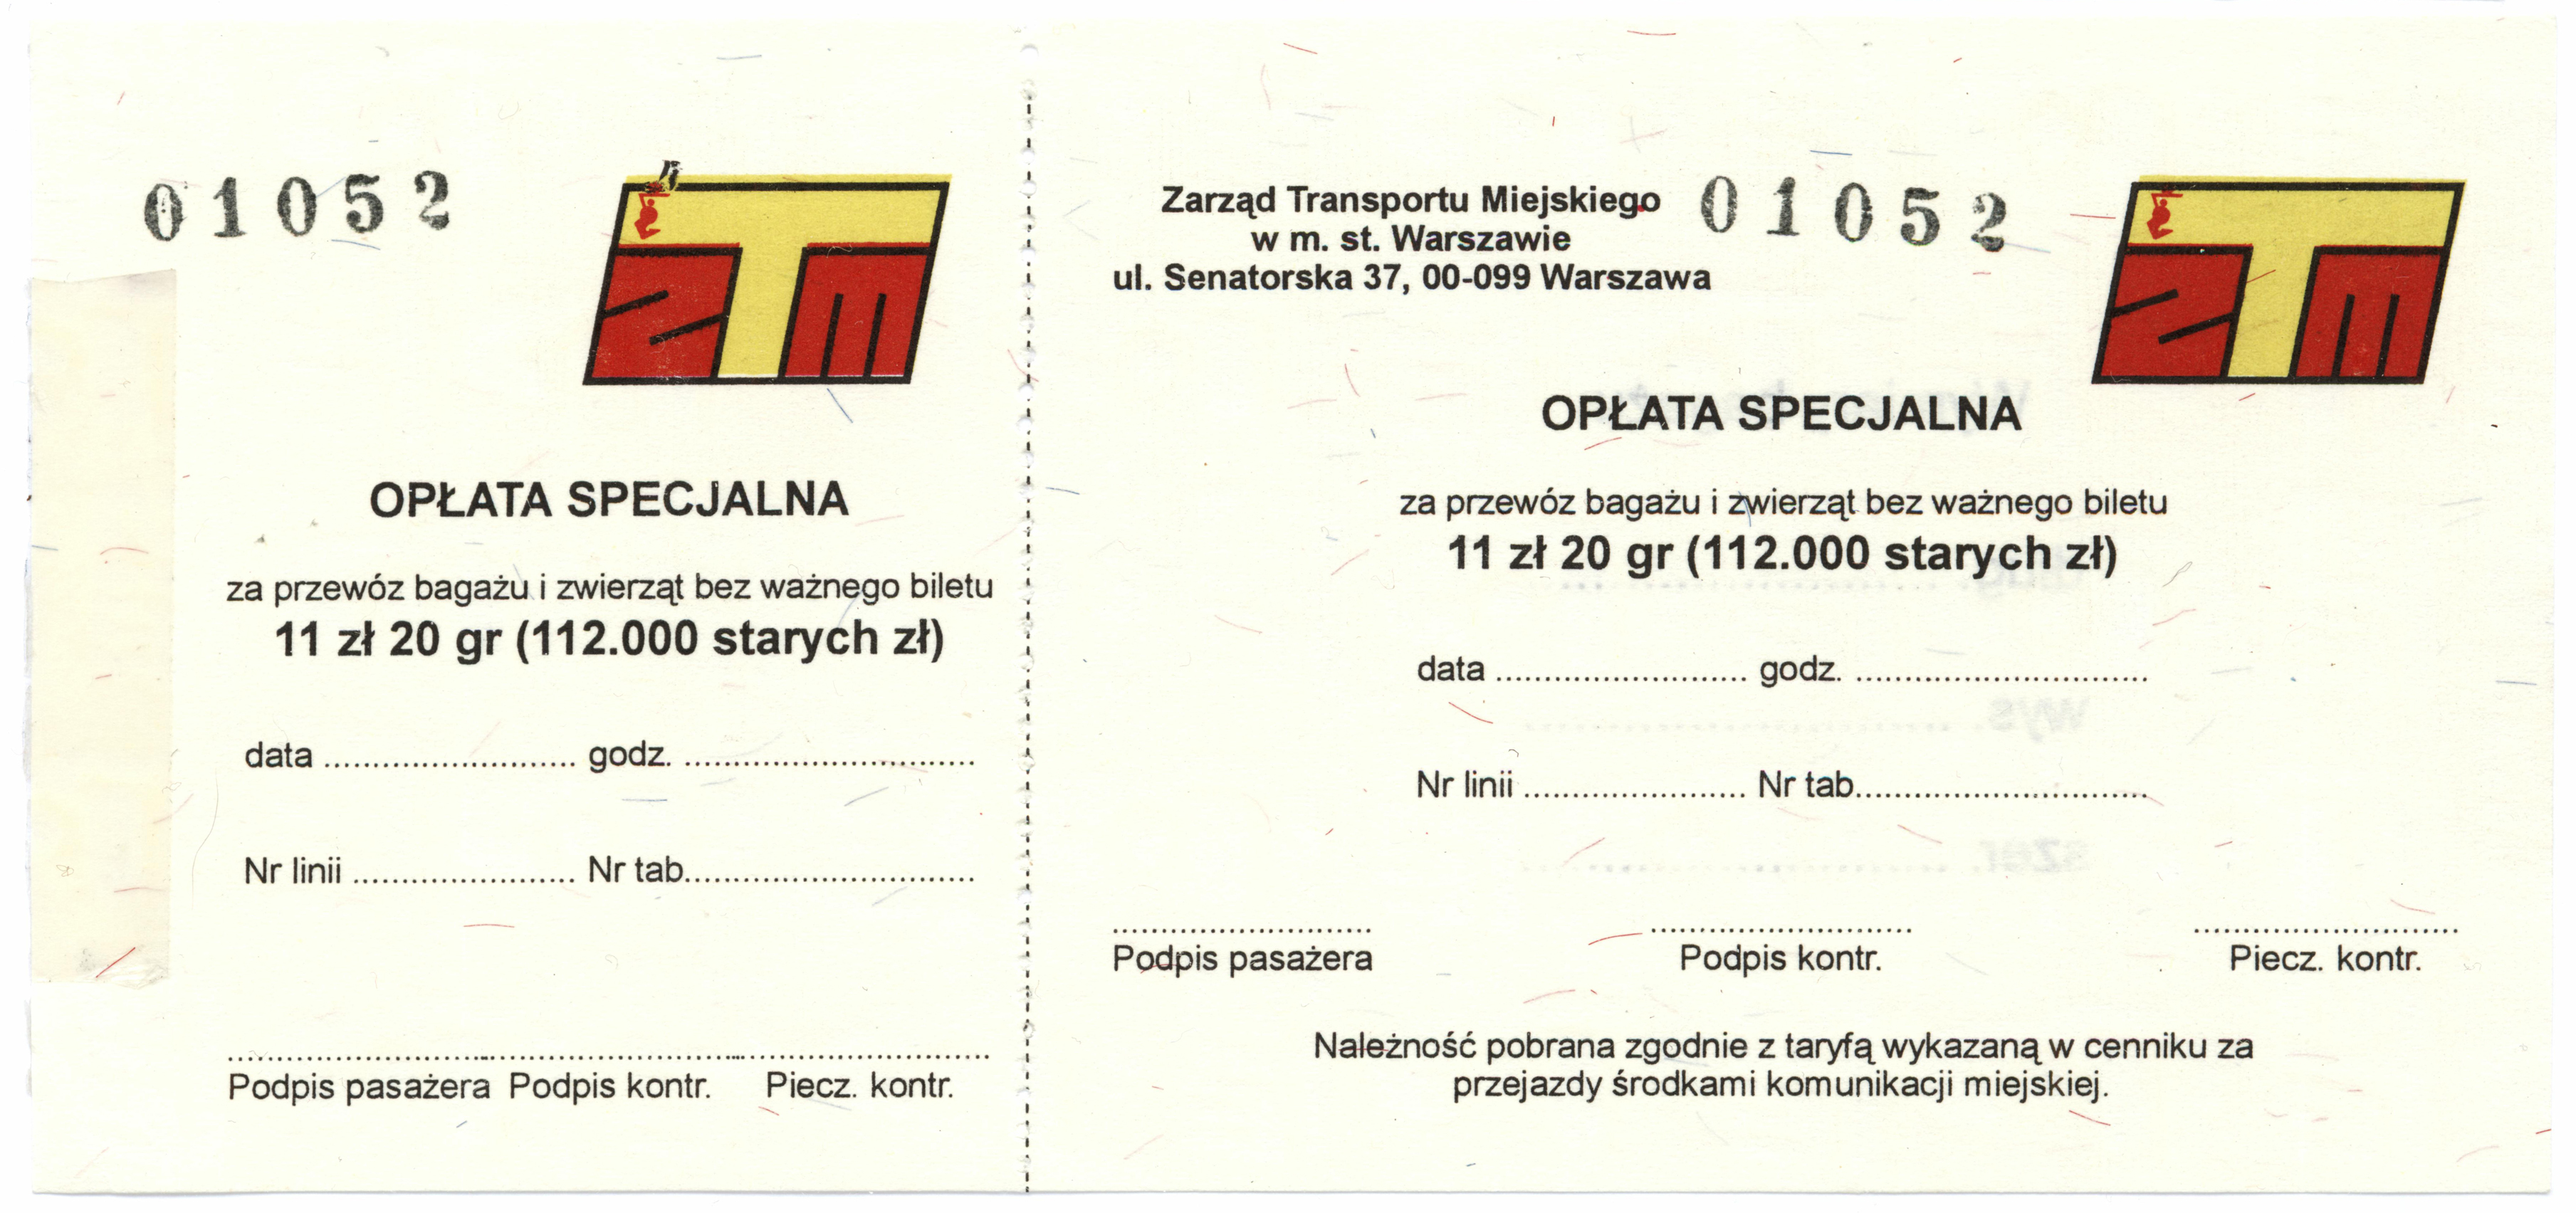 01052
ZTM
OPŁATA SPECJALNA
za przewóz bagażu i zwierząt bez ważnego biletu
11 zł 20 gr (112.000 starych zł)
data .......................... godz. ..............................
Nr linii ....................... Nr tab..............................
Podpis pasażera Podpis kontr. Piecz. kontr.
Zarząd Transportu Miejskiego
w m. st. Warszawie
ul. Senatorska 37, 00-099 Warszawa
01052
ZTM
OPŁATA SPECJALNA
za przewóz bagażu i zwierząt bez ważnego biletu
11 zł 20 gr (112.000 starych zł)
data .......................... godz. ..............................
Nr linii ....................... Nr tab..............................
Podpis pasażera Podpis kontr. Piecz. kontr.
Należność pobrana zgodnie z taryfą wykazaną w cenniku za
przejazdy środkami komunikacji miejskiej.